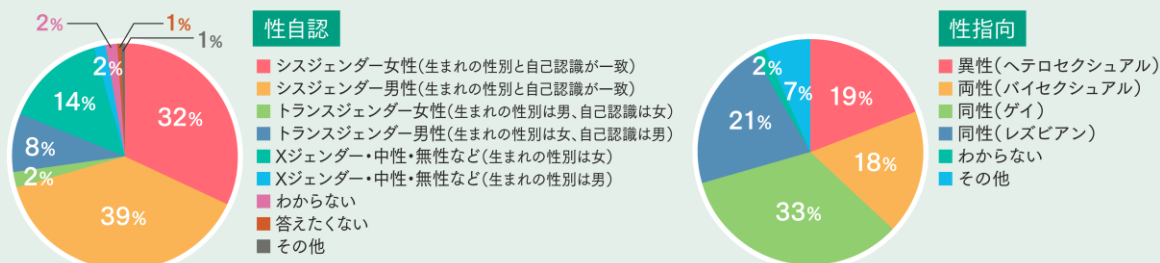 性自認
2%
1%
1%
2%
14%
32%
8%
2%
39%
シスジェンダー女性(生まれの性別と自己認識が一致)
シスジェンダー男性(生まれの性別と自己認識が一致)
トランスジェンダー女性(生まれの性別は男、自己認識は女)
トランスジェンダー男性(生まれの性別は女、自己認識は男)
Xジェンダー・中性・無性など(生まれの性別は女)
Xジェンダー・中性・無性など(生まれの性別は男)
わからない
答えたくない
その他
性指向
2%
7%
19%
21%
18%
33%
異性(ヘテロセクシュアル)
両性(バイセクシュアル)
同性(ゲイ)
同性(レズビアン)
わからない
その他